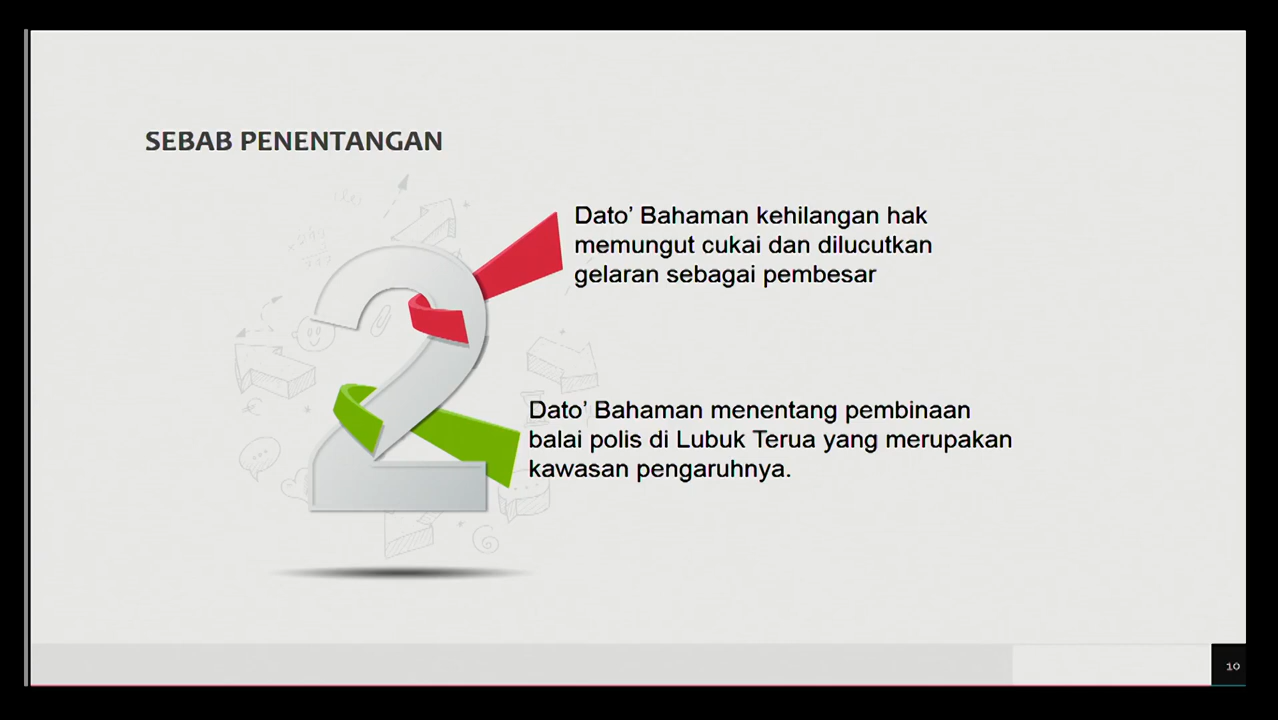 SEBAB PENENTANGAN
Dato’ Bahaman kehilangan hak
memungut cukai dan dilucutkan
gelaran sebagai pembesar
2
Dato’ Bahaman menentang pembinaan
balai polis di Lubuk Terua yang merupakan
kawasan pengaruhnya.
10